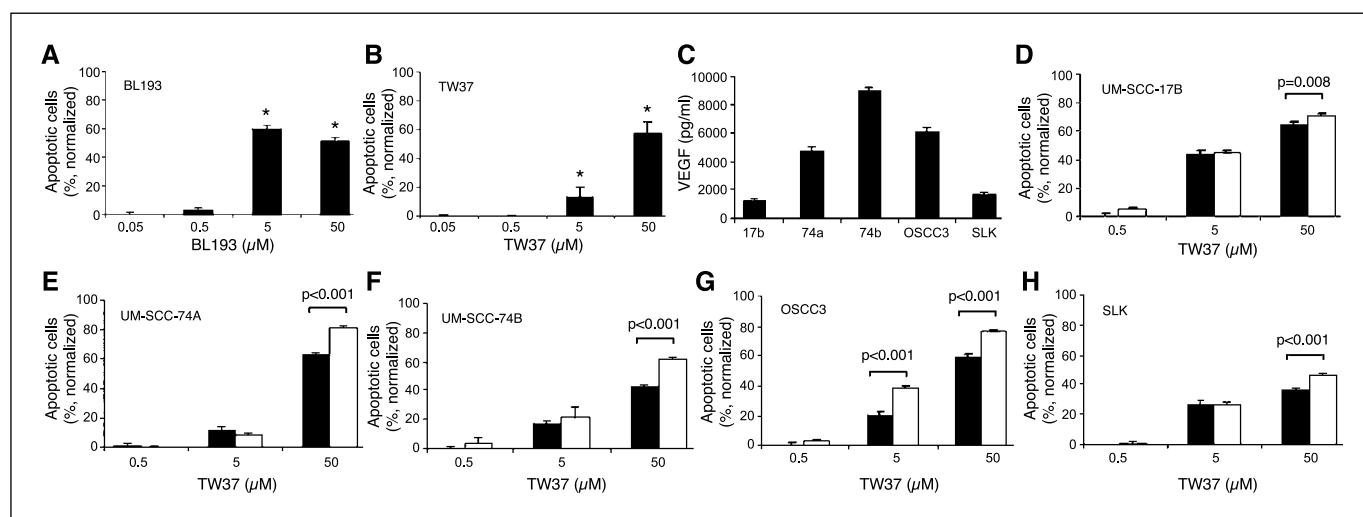 A
Apoptotic cells
(%, normalized)
100
80
60
40
20
0
BL193
*
*
0.05 0.5 5 50
BL193 (µM)
B
Apoptotic cells
(%, normalized)
100
80
60
40
20
0
TW37
*
*
0.05 0.5 5 50
TW37 (µM)
C
VEGF (pg/ml)
10000
8000
6000
4000
2000
0
17b 74a 74b OSCC3 SLK
D
Apoptotic cells
(%, normalized)
100
80
60
40
20
0
UM-SCC-17B
p=0.008
0.5 5 50
TW37 (µM)
E
Apoptotic cells
(%, normalized)
100
80
60
40
20
0
UM-SCC-74A
p<0.001
0.5 5 50
TW37 (µM)
F
Apoptotic cells
(%, normalized)
100
80
60
40
20
0
UM-SCC-74B
p<0.001
0.5 5 50
TW37 (µM)
G
Apoptotic cells
(%, normalized)
100
80
60
40
20
0
OSCC3
p<0.001
p<0.001
0.5 5 50
TW37 (µM)
H
Apoptotic cells
(%, normalized)
100
80
60
40
20
0
SLK
p<0.001
0.5 5 50
TW37 (µM)